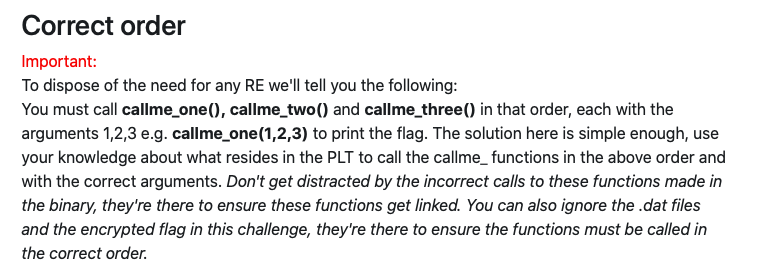 Correct order
Important:
To dispose of the need for any RE we'll tell you the following:
You must call callme_one(), callme_two() and callme_three() in that order, each with the
arguments 1,2,3 e.g. callme_one(1,2,3) to print the flag. The solution here is simple enough, use
your knowledge about what resides in the PLT to call the callme_ functions in the above order and
with the correct arguments. Don't get distracted by the incorrect calls to these functions made in
the binary, they're there to ensure these functions get linked. You can also ignore the .dat files
and the encrypted flag in this challenge, they're there to ensure the functions must be called in
the correct order.